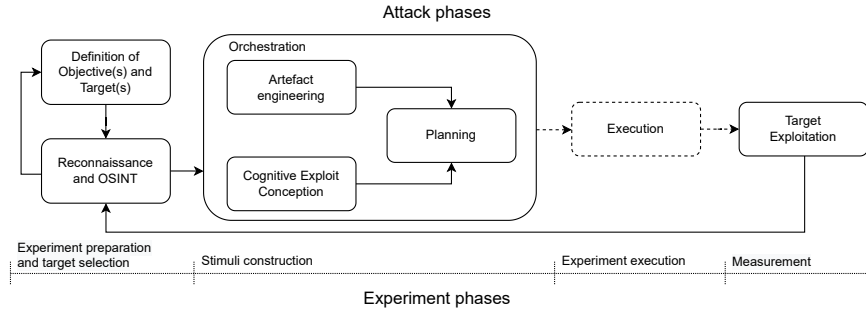 Attack phases
Definition of
Objective(s) and
Target(s)
Reconnaissance
and OSINT
Orchestration
Artefact
engineering
Cognitive Exploit
Conception
Planning
Execution
Target
Exploitation
Experiment preparation
and target selection
Stimuli construction
Experiment execution
Measurement
Experiment phases